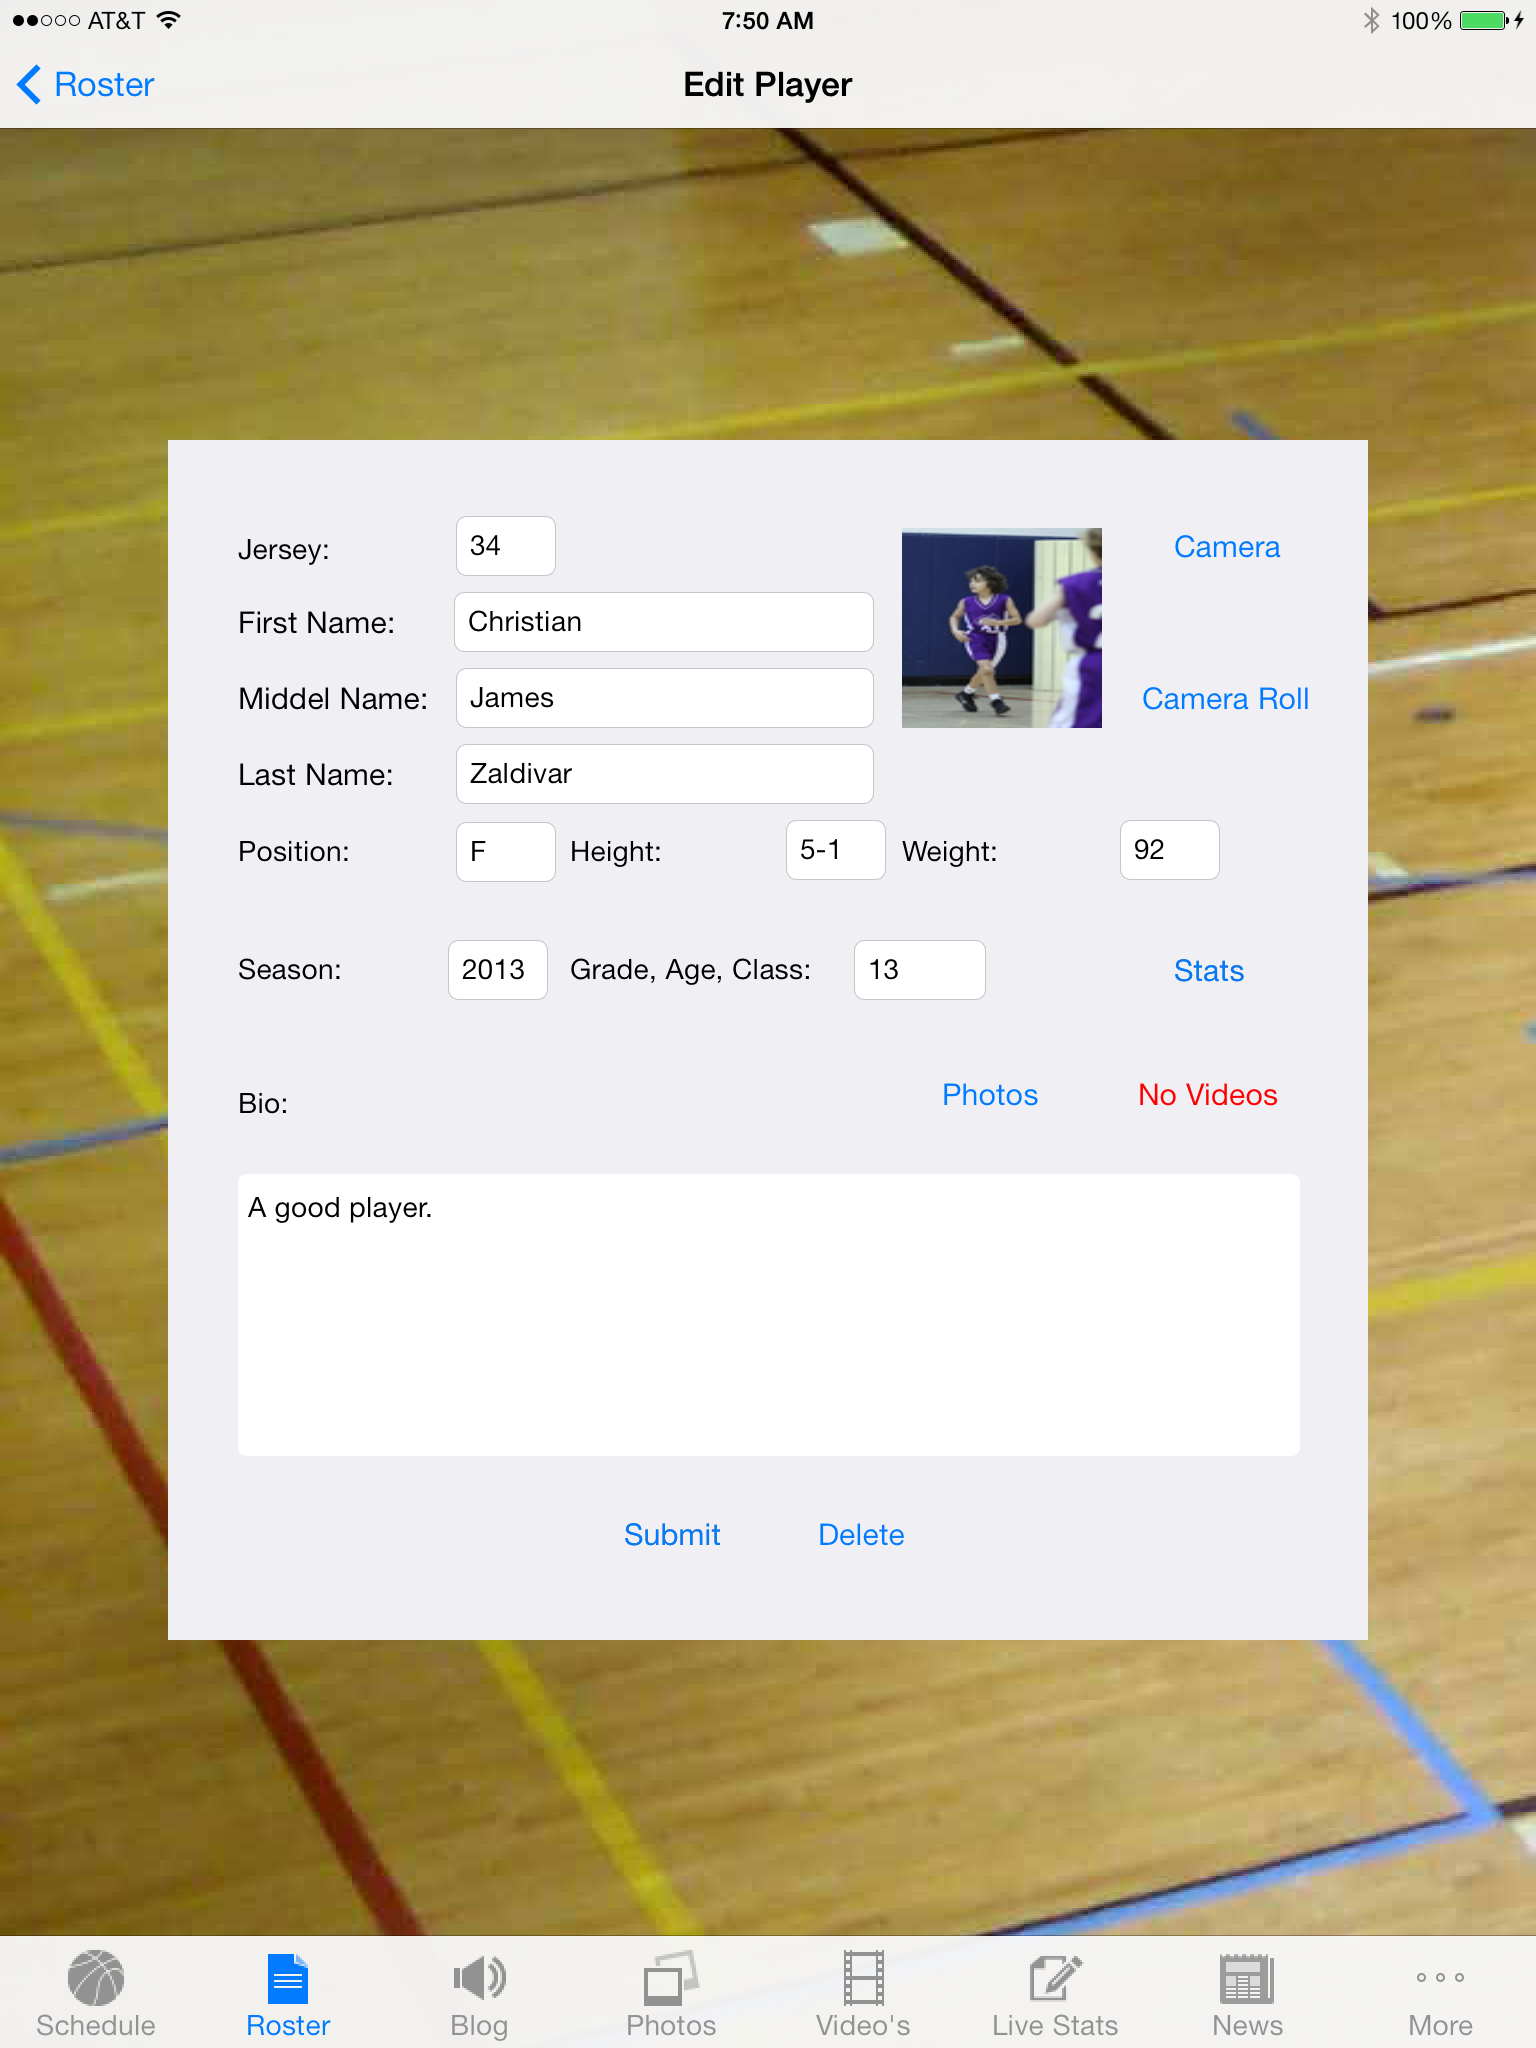 AT&T 7:50 AM 100%
Roster Edit Player
Jersey: 34 Camera
First Name: Christian
Middel Name: James Camera Roll
Last Name: Zaldivar
Position: F Height: 5-1 Weight: 92
Season: 2013 Grade, Age, Class: 13 Stats
Bio: Photos No Videos
A good player.
Submit Delete
Schedule Roster Blog Photos Video's Live Stats News More